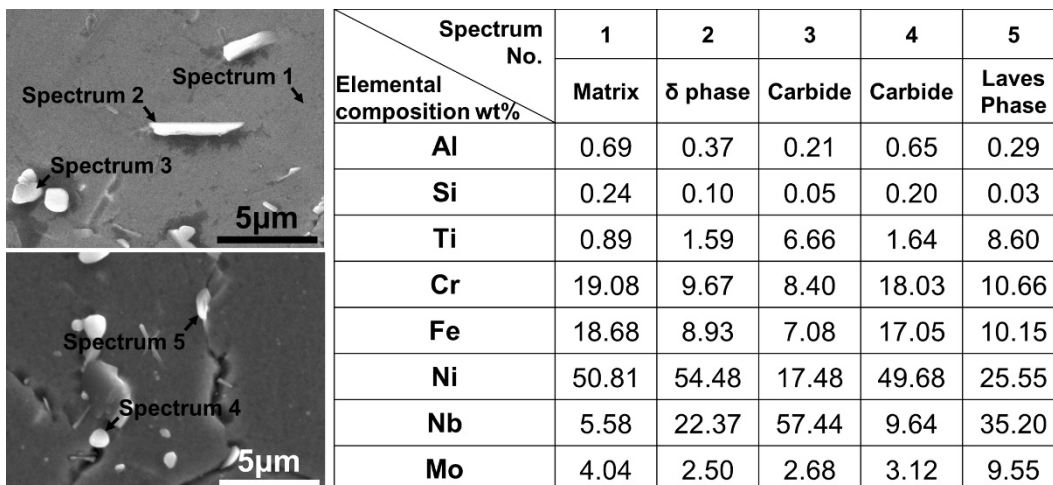 Spectrum 1
Spectrum 2
Spectrum 3
5μm
Spectrum 5
Spectrum 4
5μm
Spectrum No. 1 2 3 4 5
Elemental composition wt% Matrix δ phase Carbide Carbide Laves Phase
Al 0.69 0.37 0.21 0.65 0.29
Si 0.24 0.10 0.05 0.20 0.03
Ti 0.89 1.59 6.66 1.64 8.60
Cr 19.08 9.67 8.40 18.03 10.66
Fe 18.68 8.93 7.08 17.05 10.15
Ni 50.81 54.48 17.48 49.68 25.55
Nb 5.58 22.37 57.44 9.64 35.20
Mo 4.04 2.50 2.68 3.12 9.55